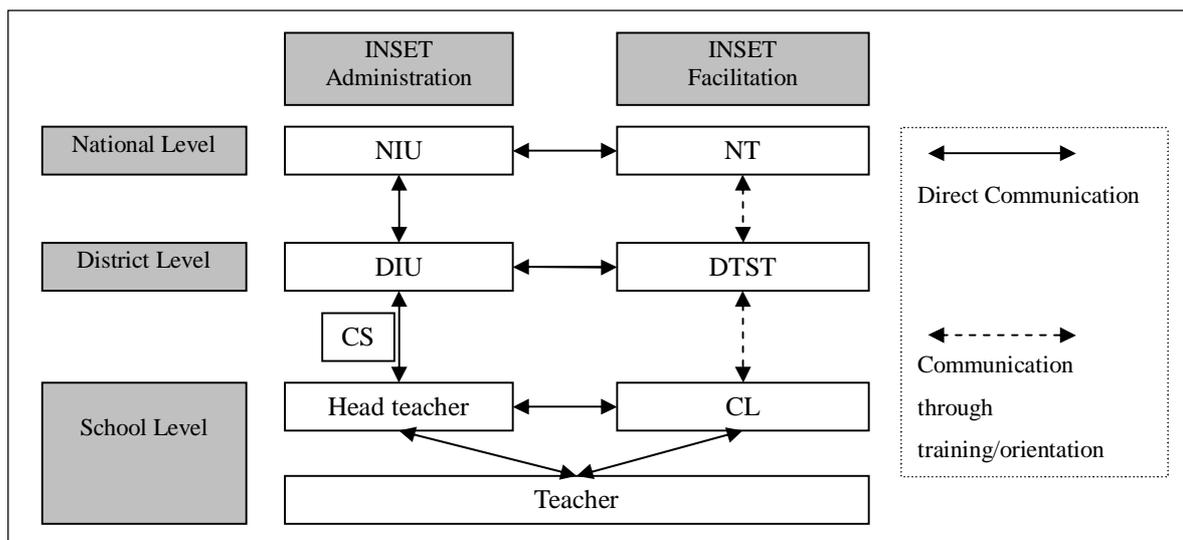 INSET
Administration
INSET
Facilitation
National Level
NIU
NT
Direct Communication
District Level
DIU
DTST
CS
Communication
through
training/orientation
School Level
Head teacher
CL
Teacher